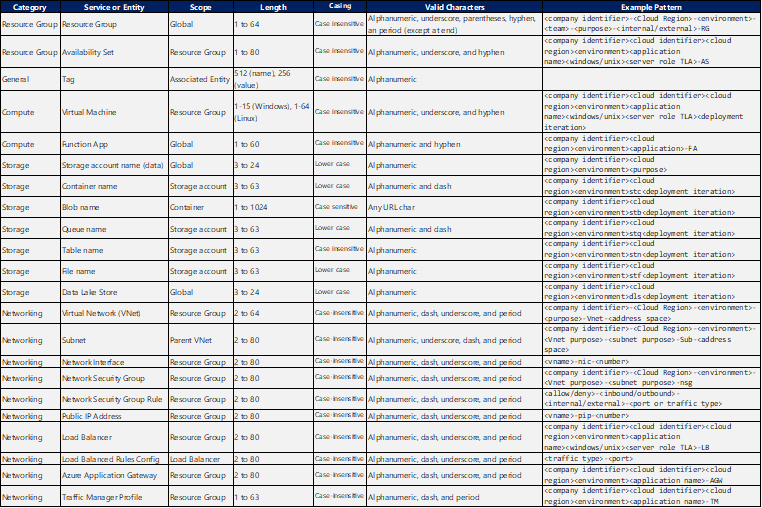 Category Service or Entity Scope Length Casing Valid Characters Example Pattern
Resource Group Resource Group Global 1 to 64 Case insensitive Alphanumeric, underscore, parentheses, hyphen, an period (except at end) <company identifier>-<Cloud Region>-<environment>-<team>-<purpose>-<internal/external>-RG
Resource Group Availability Set Resource Group 1 to 80 Case insensitive Alphanumeric, underscore, and hyphen <company identifier><cloud identifier><cloud region><environment><application name><windows/unix><server role TLA>-AS
General Tag Associated Entity 512 (name), 256 (value) Case insensitive Alphanumeric
Compute Virtual Machine Resource Group 1-15 (Windows), 1-64 (Linux) Case insensitive Alphanumeric, underscore, and hyphen <company identifier><cloud identifier><cloud region><environment><application name><windows/unix><server role TLA><deployment iteration>
Compute Function App Global 1 to 60 Case insensitive Alphanumeric and hyphen <company identifier><cloud region><environment><application>-FA
Storage Storage account name (data) Global 3 to 24 Lower case Alphanumeric <company identifier><cloud region><environment><purpose>
Storage Container name Storage account 3 to 63 Lower case Alphanumeric and dash <company identifier><cloud region><environment>stc<deployment iteration>
Storage Blob name Container 1 to 1024 Case sensitive Any URL char <company identifier><cloud region><environment>stb<deployment iteration>
Storage Queue name Storage account 3 to 63 Lower case Alphanumeric and dash <company identifier><cloud region><environment>stq<deployment iteration>
Storage Table name Storage account 3 to 63 Case insensitive Alphanumeric <company identifier><cloud region><environment>stn<deployment iteration>
Storage File name Storage account 3 to 63 Lower case Alphanumeric <company identifier><cloud region><environment>stf<deployment iteration>
Storage Data Lake Store Global 3 to 24 Lower case Alphanumeric <company identifier><cloud region><environment>dls<deployment iteration>
Networking Virtual Network (VNet) Resource Group 2 to 64 Case-insensitive Alphanumeric, dash, underscore, and period <company identifier>-<Cloud Region>-<environment>-<purpose>-Vnet-<address space>
Networking Subnet Parent VNet 2 to 80 Case-insensitive Alphanumeric, underscore, dash, and period <company identifier>-<Cloud Region>-<environment>-<Vnet purpose>-<subnet purpose>-Sub-<address space>
Networking Network Interface Resource Group 2 to 80 Case-insensitive Alphanumeric, dash, underscore, and period <vname>-nic-<number>
Networking Network Security Group Resource Group 2 to 80 Case-insensitive Alphanumeric, dash, underscore, and period <company identifier>-<Cloud Region>-<environment>-<Vnet purpose>-<subnet purpose>-nsg
Networking Network Security Group Rule Resource Group 2 to 80 Case-insensitive Alphanumeric, dash, underscore, and period <allow/deny>-<inbound/outbound>-<internal/external>-<port or traffic type>
Networking Public IP Address Resource Group 2 to 80 Case-insensitive Alphanumeric, dash, underscore, and period <vname>-pip-<number>
Networking Load Balancer Resource Group 2 to 80 Case-insensitive Alphanumeric, dash, underscore, and period <company identifier><cloud identifier><cloud region><environment><application name><windows/unix><server role TLA>-LB
Networking Load Balanced Rules Config Load Balancer 2 to 80 Case-insensitive Alphanumeric, dash, underscore, and period <traffic type>-<port>
Networking Azure Application Gateway Resource Group 2 to 80 Case-insensitive Alphanumeric, dash, underscore, and period <company identifier><cloud identifier><cloud region><environment><application name>-AGW
Networking Traffic Manager Profile Resource Group 1 to 63 Case-insensitive Alphanumeric, dash, and period <company identifier><cloud identifier><cloud region><environment><application name>-TM